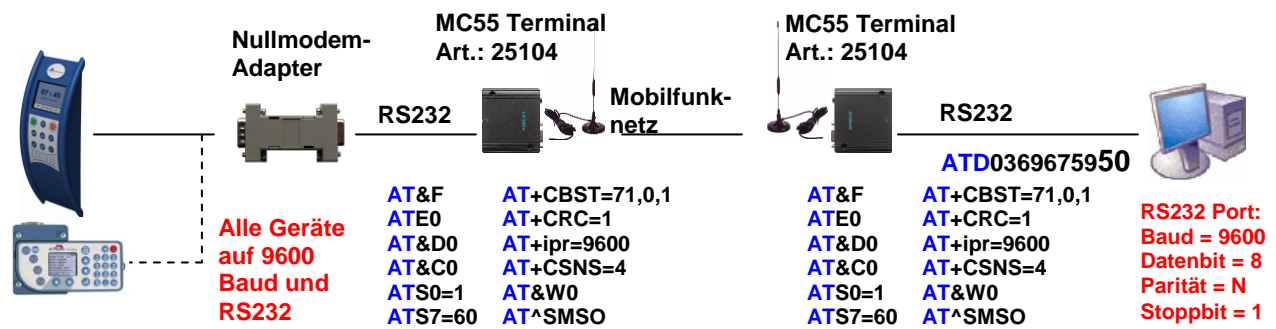 Nullmodem-
Adapter
MC55 Terminal
Art.: 25104
MC55 Terminal
Art.: 25104
RS232
Mobilfunk-
netz
RS232
ATD0369675950
Alle Geräte
auf 9600
Baud und
RS232
AT&F
ATE0
AT&D0
AT&C0
ATS0=1
ATS7=60
AT+CBST=71,0,1
AT+CRC=1
AT+ipr=9600
AT+CSNS=4
AT&W0
AT^SMSO
AT&F
ATE0
AT&D0
AT&C0
ATS0=1
ATS7=60
AT+CBST=71,0,1
AT+CRC=1
AT+ipr=9600
AT+CSNS=4
AT&W0
AT^SMSO
RS232 Port:
Baud = 9600
Datenbit = 8
Parität = N
Stoppbit = 1